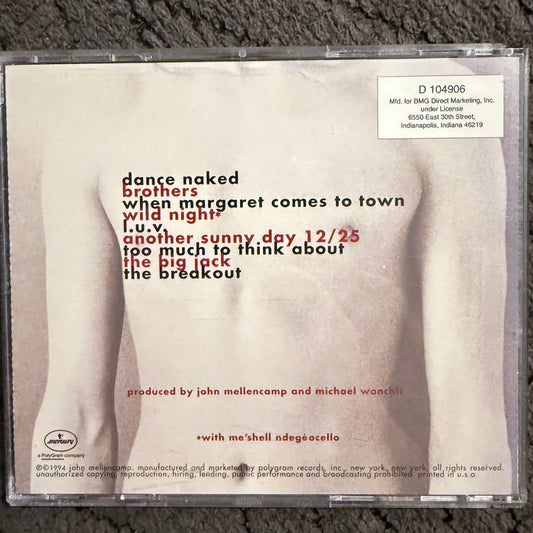 D 104906
Mfd. for BMG Direct Marketing, Inc.
under License
6550 East 30th Street,
Indianapolis, Indiana 46219
dance naked
brothers
when margaret comes to town
wild night*
l.u.v.
another sunny day 12/25
too much to think about
the big jack
the breakout
produced by john mellencamp and michael wanchic
*with me'shell ndegéocello
mercury
a PolyGram company
℗©1994 john mellencamp. manufactured and marketed by polygram records, inc., new york, new york. all rights reserved.
unauthorized copying, reproduction, hiring, lending, public performance and broadcasting prohibited. printed in u.s.a.